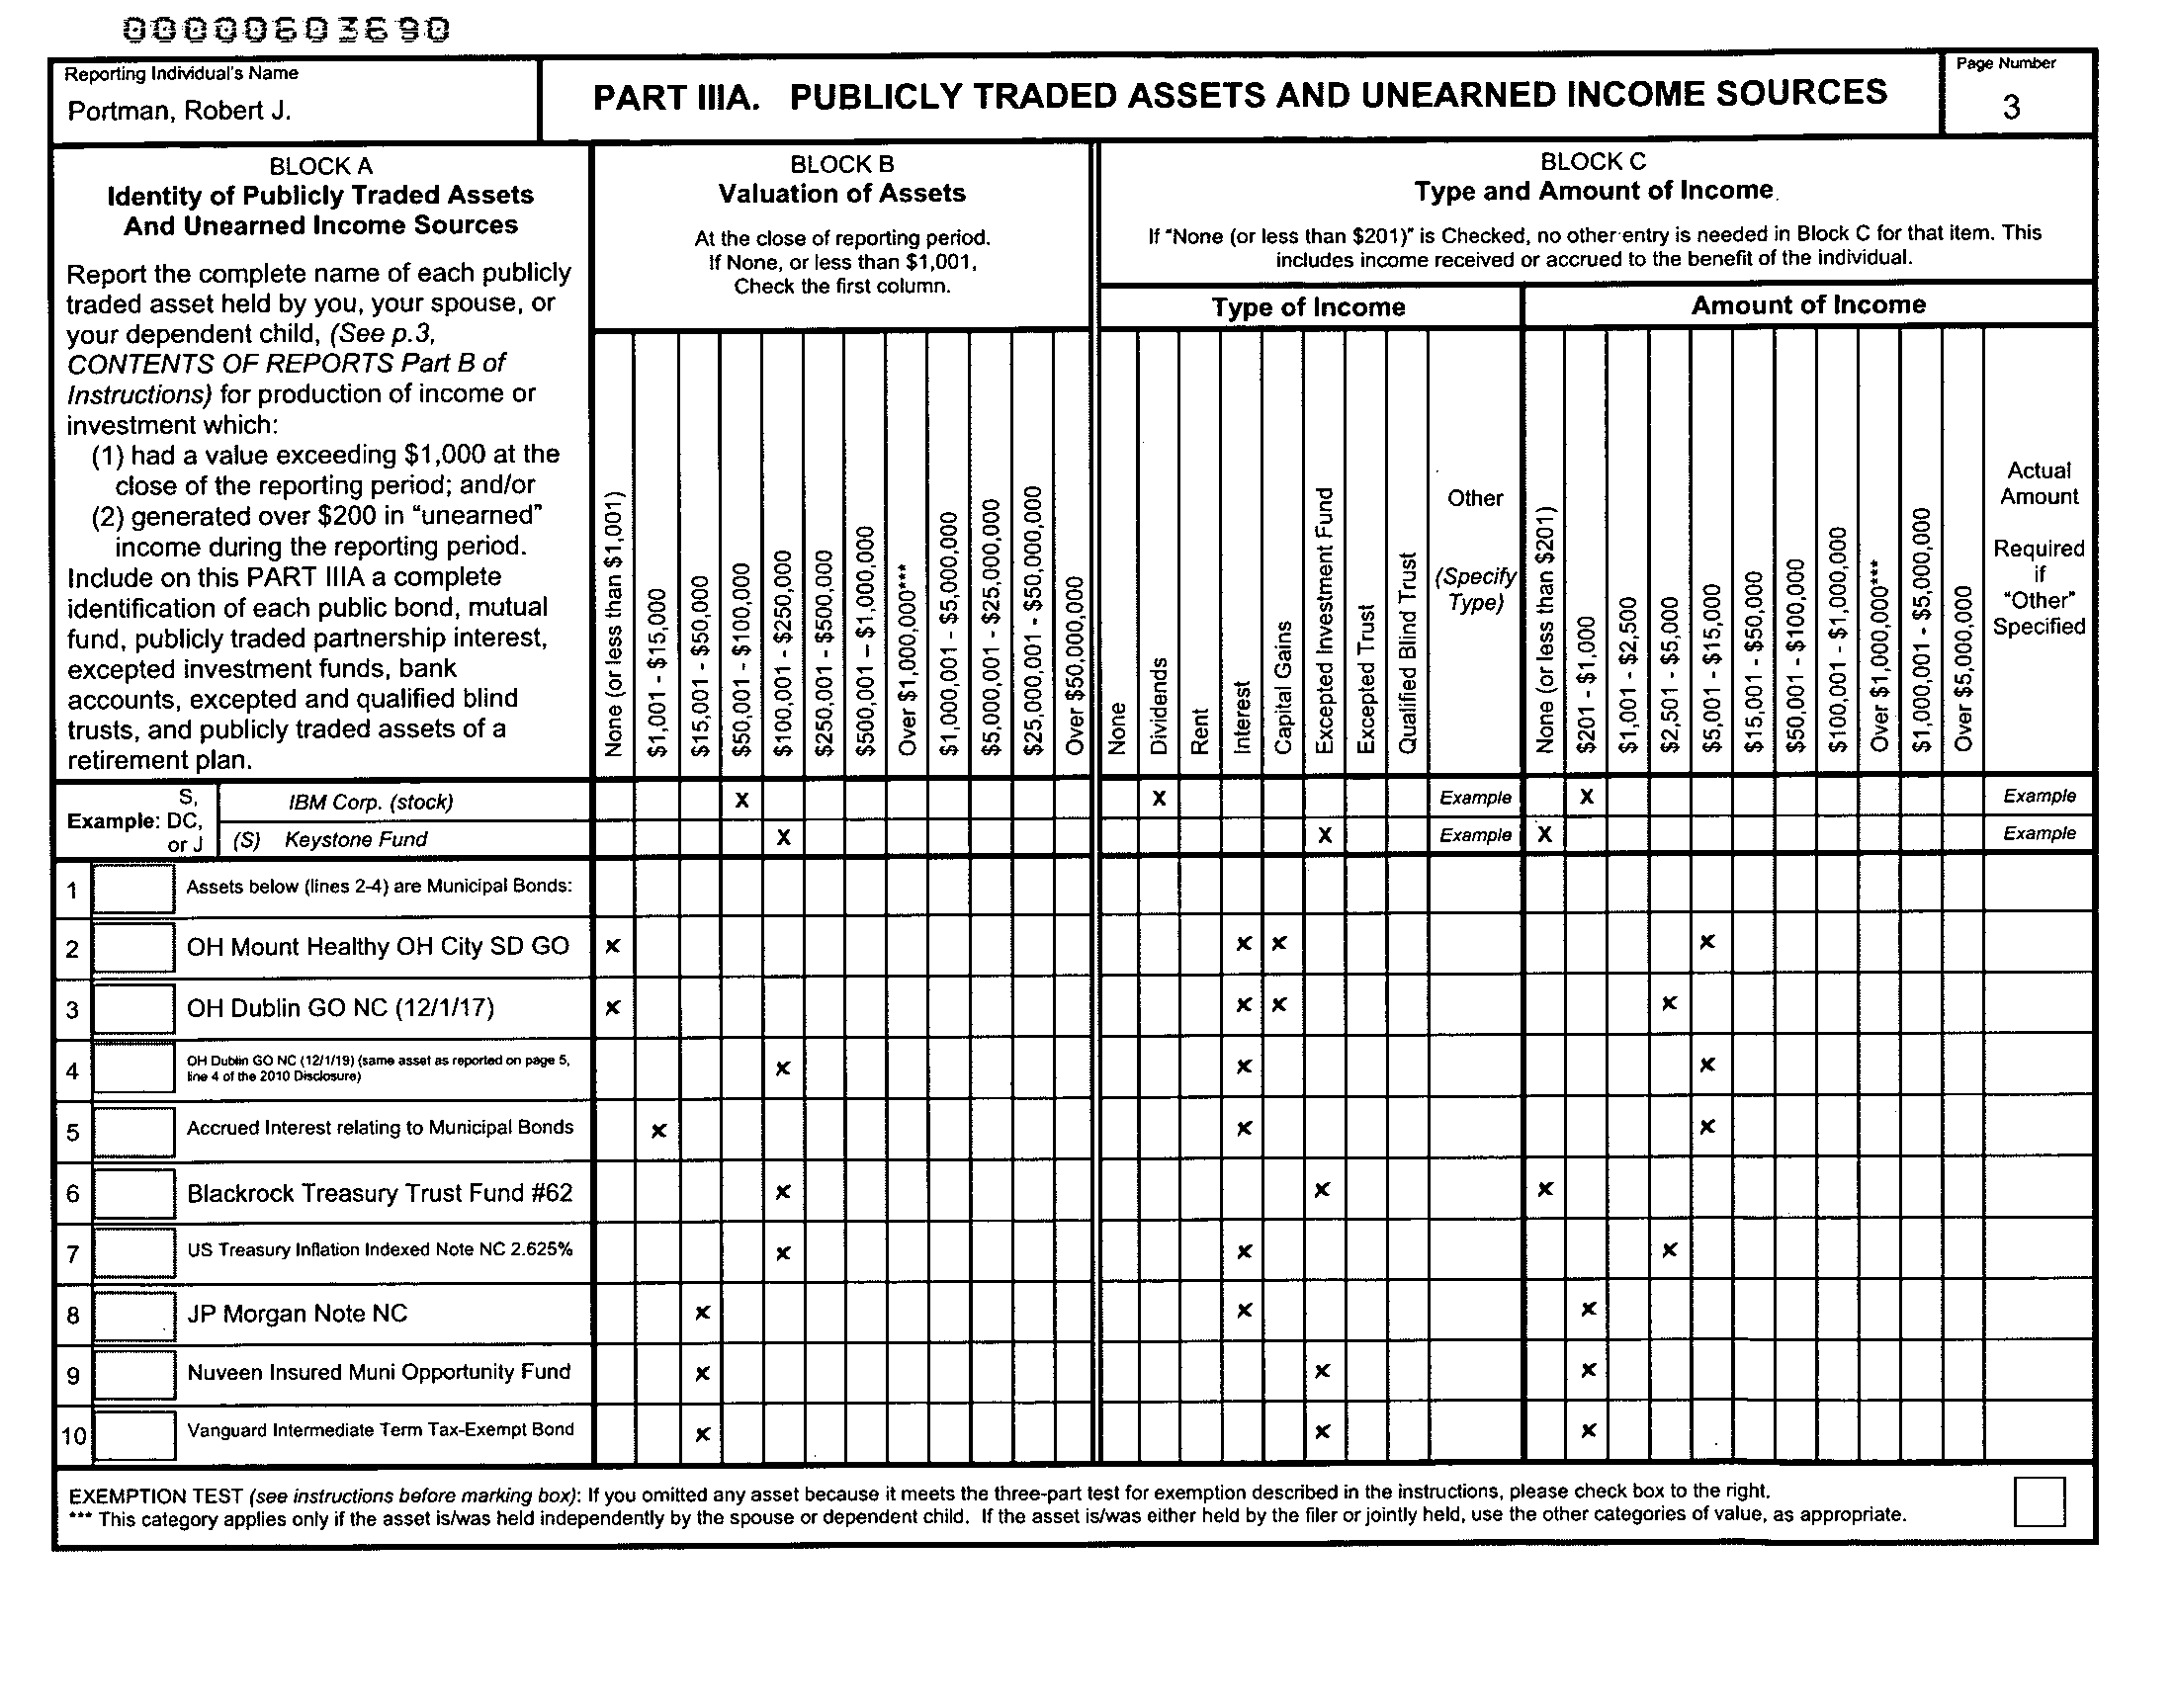 00000603690
Reporting Individual's Name
Portman, Robert J.
PART IIIA. PUBLICLY TRADED ASSETS AND UNEARNED INCOME SOURCES
Page Number
3
BLOCK A
Identity of Publicly Traded Assets
And Unearned Income Sources
Report the complete name of each publicly
traded asset held by you, your spouse, or
your dependent child, (See p.3,
CONTENTS OF REPORTS Part B of
Instructions) for production of income or
investment which:
(1) had a value exceeding $1,000 at the
close of the reporting period; and/or
(2) generated over $200 in "unearned"
income during the reporting period.
Include on this PART IIIA a complete
identification of each public bond, mutual
fund, publicly traded partnership interest,
excepted investment funds, bank
accounts, excepted and qualified blind
trusts, and publicly traded assets of a
retirement plan.
BLOCK B
Valuation of Assets
At the close of reporting period.
If None, or less than $1,001,
Check the first column.
None (or less than $1,001)
$1,001 - $15,000
$15,001 - $50,000
$50,001 - $100,000
$100,001 - $250,000
$250,001 - $500,000
$500,001 – $1,000,000
Over $1,000,000***
$1,000,001 - $5,000,000
$5,000,001 - $25,000,000
$25,000,001 - $50,000,000
Over $50,000,000
BLOCK C
Type and Amount of Income
If "None (or less than $201)" is Checked, no other entry is needed in Block C for that item. This
includes income received or accrued to the benefit of the individual.
Type of Income
None
Dividends
Rent
Interest
Capital Gains
Excepted Investment Fund
Excepted Trust
Qualified Blind Trust
Other
(Specify
Type)
Amount of Income
None (or less than $201)
$201 - $1,000
$1,001 - $2,500
$2,501 - $5,000
$5,001 - $15,000
$15,001 - $50,000
$50,001 - $100,000
$100,001 - $1,000,000
Over $1,000,000***
$1,000,001 - $5,000,000
Over $5,000,000
Actual
Amount
Required
if
"Other"
Specified
Example: S, DC, or J
IBM Corp. (stock) X X Example X Example
(S) Keystone Fund X X Example X Example
1 Assets below (lines 2-4) are Municipal Bonds:
2 OH Mount Healthy OH City SD GO x x x x
3 OH Dublin GO NC (12/1/17) x x x x
4 OH Dublin GO NC (12/1/19) (same asset as reported on page 5,
line 4 of the 2010 Disclosure) x x x
5 Accrued Interest relating to Municipal Bonds x x x
6 Blackrock Treasury Trust Fund #62 x x x
7 US Treasury Inflation Indexed Note NC 2.625% x x x
8 JP Morgan Note NC x x x
9 Nuveen Insured Muni Opportunity Fund x x x
10 Vanguard Intermediate Term Tax-Exempt Bond x x x
EXEMPTION TEST (see instructions before marking box): If you omitted any asset because it meets the three-part test for exemption described in the instructions, please check box to the right.
*** This category applies only if the asset is/was held independently by the spouse or dependent child. If the asset is/was either held by the filer or jointly held, use the other categories of value, as appropriate.